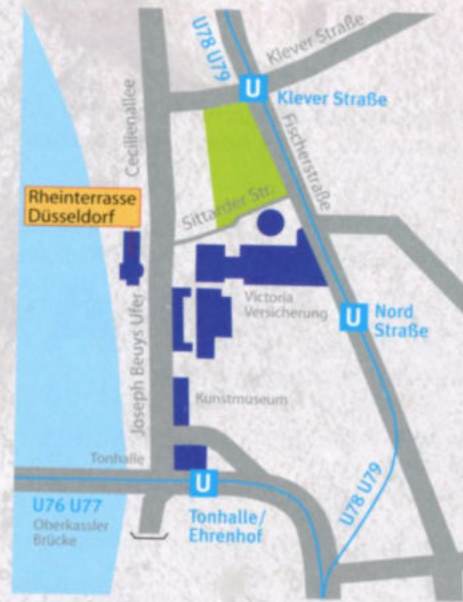 U78 U79
Klever Straße
U
Klever Straße
Cecilienallee
Fischerstraße
Rheinterrasse
Düsseldorf
Sittarder Str.
Joseph Beuys Ufer
Victoria
Versicherung
U
Nord
Straße
Kunstmuseum
Tonhalle
U
U76 U77
Oberkassler
Brücke
Tonhalle/
Ehrenhof
U78 U79